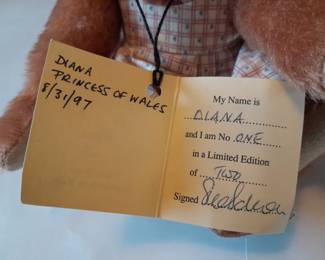 DIANA
PRINCESS OF WALES
8/31/97
My Name is
DIANA
and I am No ONE
in a Limited Edition
of TWO
Signed